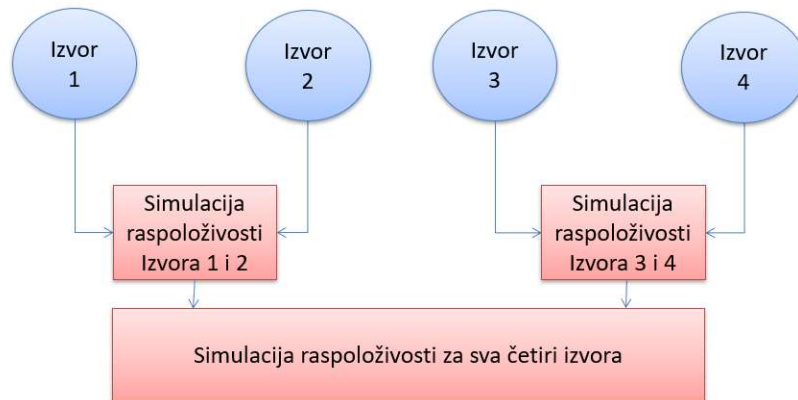 Izvor
1
Izvor
2
Izvor
3
Izvor
4
Simulacija
raspoloživosti
Izvora 1 i 2
Simulacija
raspoloživosti
Izvora 3 i 4
Simulacija raspoloživosti za sva četiri izvora